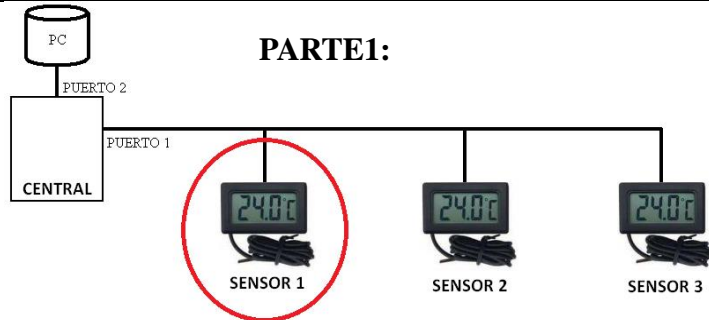 PC
PARTE1:
PUERTO 2
PUERTO 1
CENTRAL
24.0°c
24.0°c
24.0°c
SENSOR 1
SENSOR 2
SENSOR 3